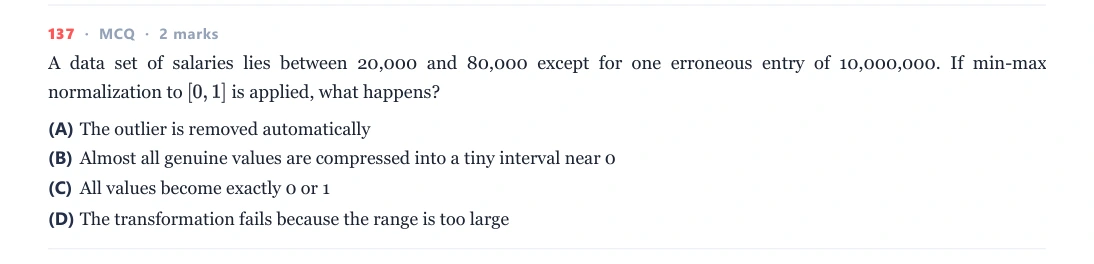 137 · MCQ · 2 marks
A data set of salaries lies between 20,000 and 80,000 except for one erroneous entry of 10,000,000. If min-max
normalization to [0, 1] is applied, what happens?
(A) The outlier is removed automatically
(B) Almost all genuine values are compressed into a tiny interval near 0
(C) All values become exactly 0 or 1
(D) The transformation fails because the range is too large